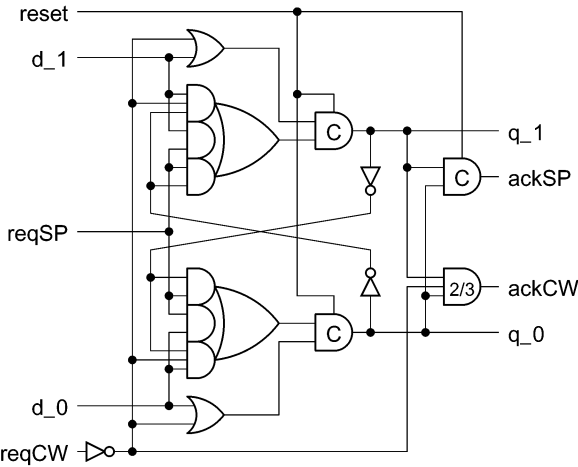 reset
d_1
C
q_1
C
ackSP
reqSP
2/3
ackCW
C
q_0
d_0
reqCW